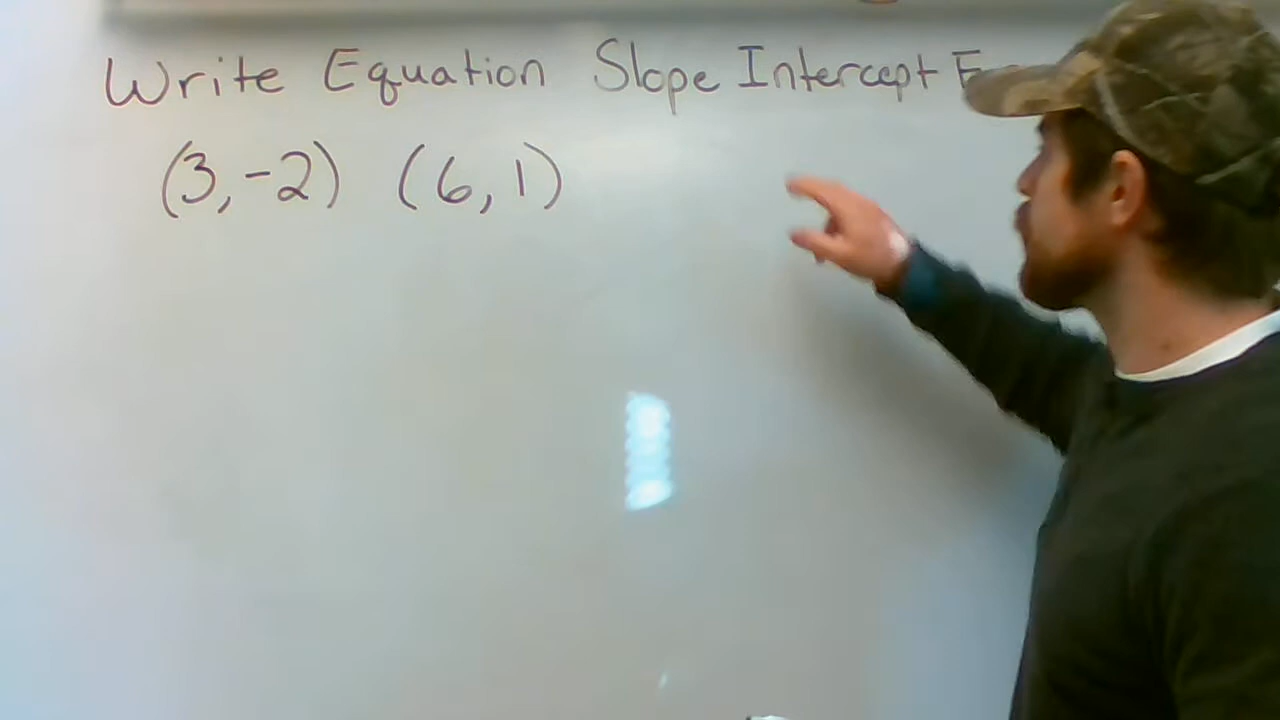 Write Equation Slope Intercept
(3,-2) (6,1)